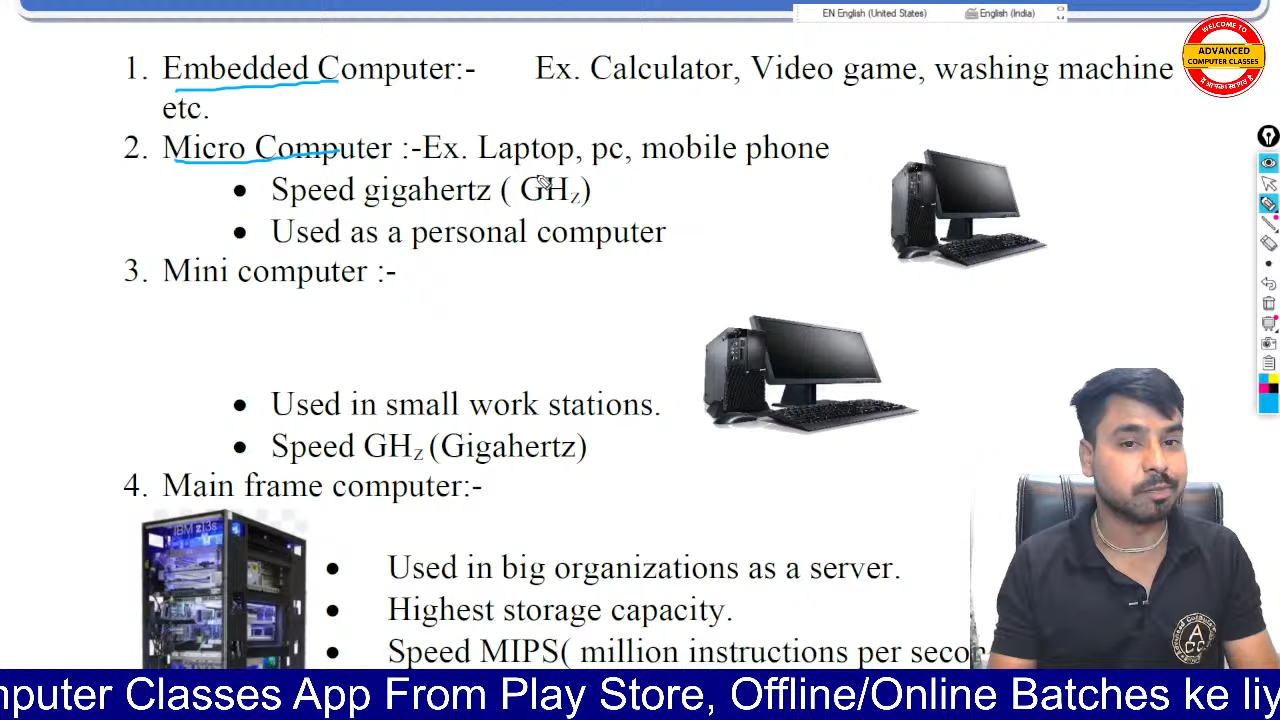 EN English (United States) English (India)
WELCOME TO
ADVANCED
COMPUTER CLASSES
1. Embedded Computer:- Ex. Calculator, Video game, washing machine
etc.
2. Micro Computer :-Ex. Laptop, pc, mobile phone
• Speed gigahertz ( GHz)
• Used as a personal computer
3. Mini computer :-
• Used in small work stations.
• Speed GHz (Gigahertz)
4. Main frame computer:-
IBM z13s
• Used in big organizations as a server.
• Highest storage capacity.
• Speed MIPS( million instructions per secon
A
CC
mputer Classes App From Play Store, Offline/Online Batches ke liy